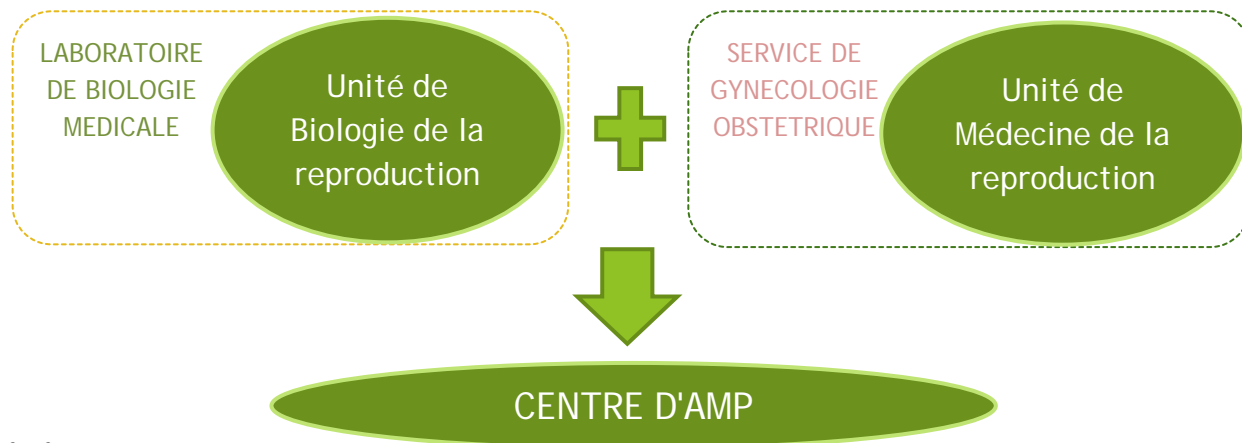 LABORATOIRE
DE BIOLOGIE
MEDICALE
Unité de
Biologie de la
reproduction
SERVICE DE
GYNECOLOGIE
OBSTETRIQUE
Unité de
Médecine de la
reproduction
CENTRE D'AMP